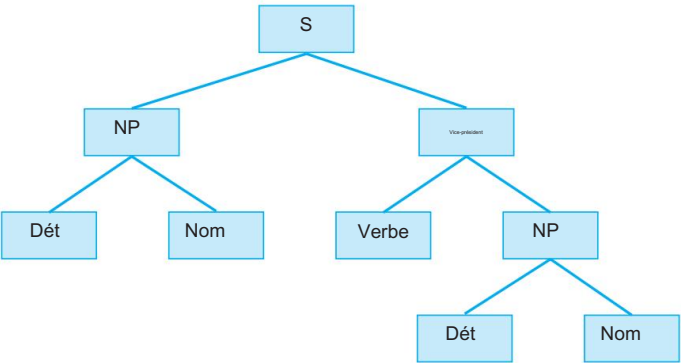 S
NP
Vice-président
Dét
Nom
Verbe
NP
Dét
Nom